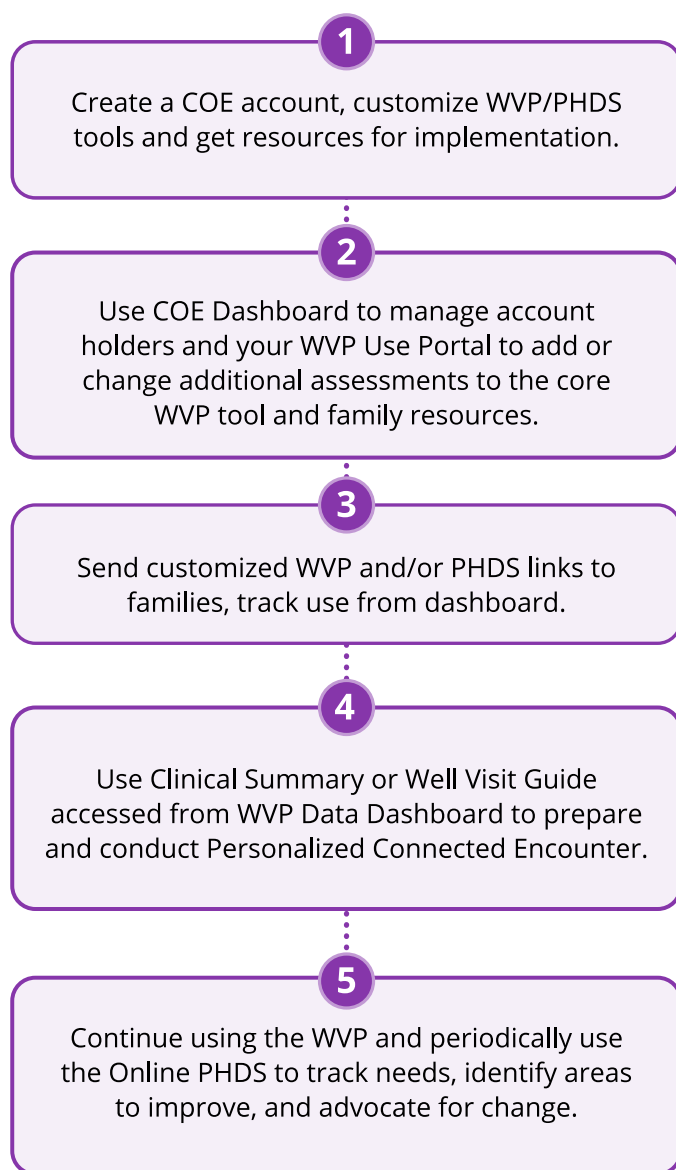 1
Create a COE account, customize WVP/PHDS
tools and get resources for implementation.
2
Use COE Dashboard to manage account
holders and your WVP Use Portal to add or
change additional assessments to the core
WVP tool and family resources.
3
Send customized WVP and/or PHDS links to
families, track use from dashboard.
4
Use Clinical Summary or Well Visit Guide
accessed from WVP Data Dashboard to prepare
and conduct Personalized Connected Encounter.
5
Continue using the WVP and periodically use
the Online PHDS to track needs, identify areas
to improve, and advocate for change.